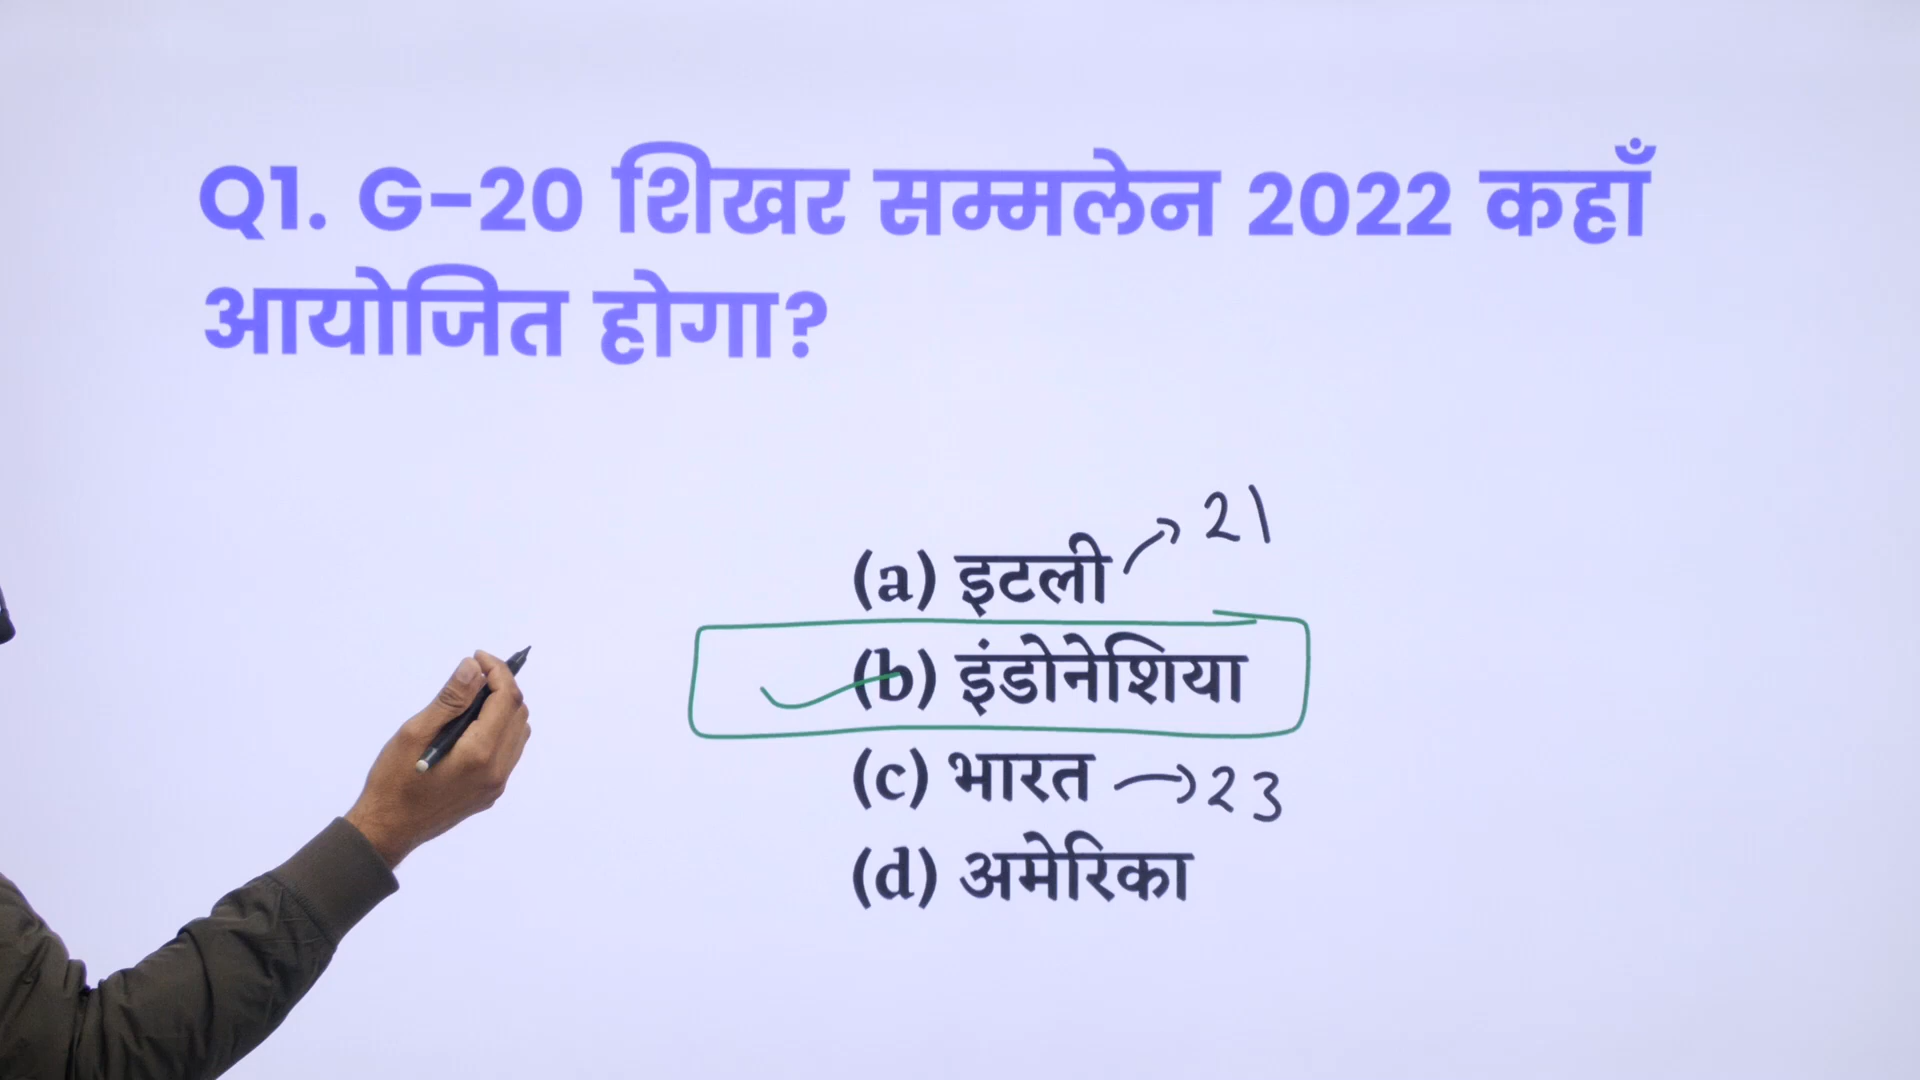 Q1. G-20 शिखर सम्मलेन 2022 कहाँ
आयोजित होगा?
(a) इटली → 21
(b) इंडोनेशिया
(c) भारत → 23
(d) अमेरिका